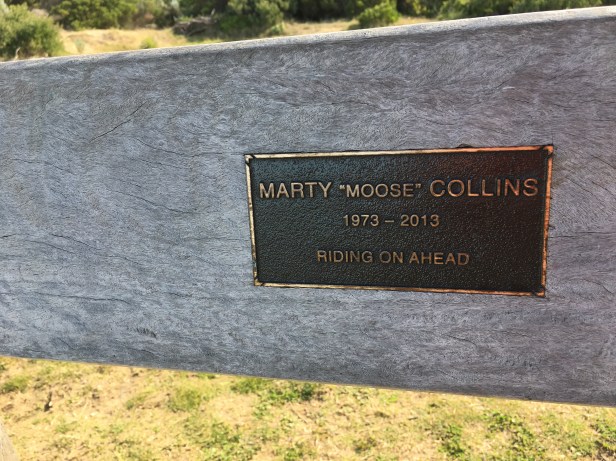 MARTY "MOOSE" COLLINS
1973 – 2013
RIDING ON AHEAD